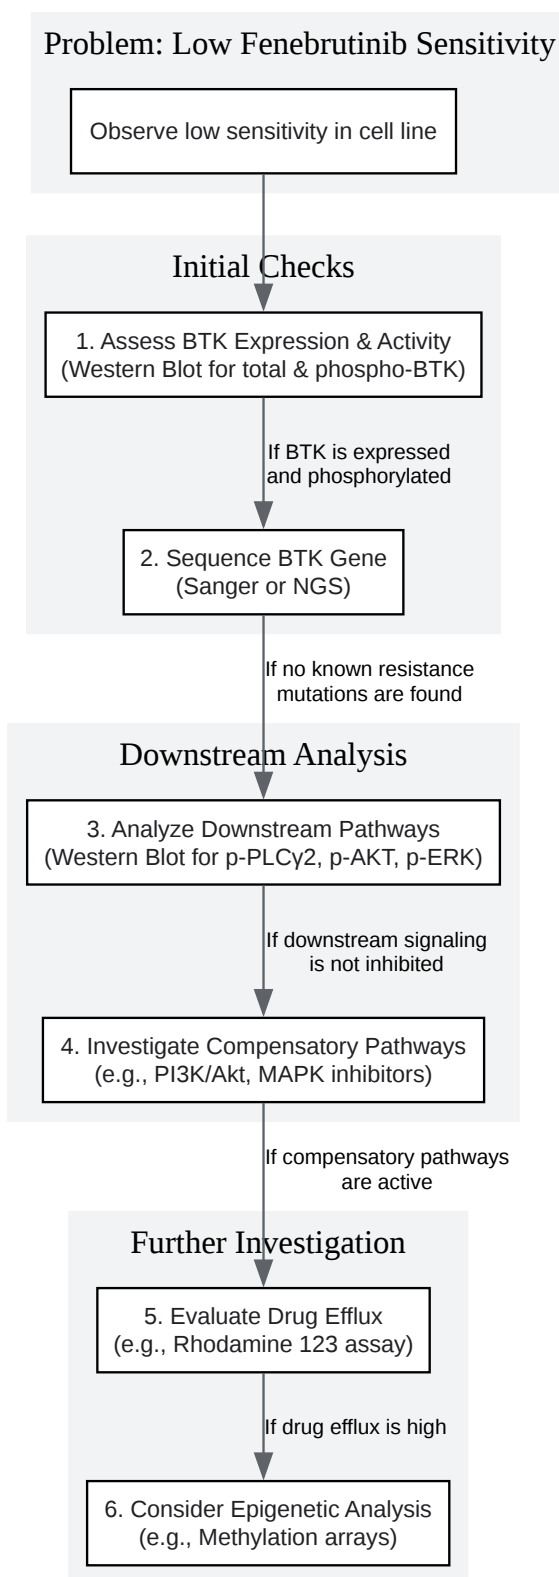 Problem: Low Fenebrutinib Sensitivity
Observe low sensitivity in cell line
Initial Checks
1. Assess BTK Expression & Activity
(Western Blot for total & phospho-BTK)
If BTK is expressed
and phosphorylated
2. Sequence BTK Gene
(Sanger or NGS)
If no known resistance
mutations are found
Downstream Analysis
3. Analyze Downstream Pathways
(Western Blot for p-PLCγ2, p-AKT, p-ERK)
If downstream signaling
is not inhibited
4. Investigate Compensatory Pathways
(e.g., PI3K/Akt, MAPK inhibitors)
If compensatory pathways
are active
Further Investigation
5. Evaluate Drug Efflux
(e.g., Rhodamine 123 assay)
If drug efflux is high
6. Consider Epigenetic Analysis
(e.g., Methylation arrays)